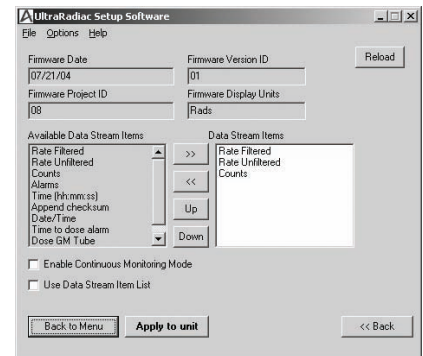 UltraRadiac Setup Software
File Options Help
Firmware Date
Firmware Version ID
Reload
07/21/04
01
Firmware Project ID
Firmware Display Units
08
Rads
Available Data Stream Items
Data Stream Items
Rate Filtered
Rate Unfiltered
Counts
Alarms
Time (hh:mm:ss)
Append checksum
Date/Time
Time to dose alarm
Dose GM Tube
>>
<<
Up
Down
Rate Filtered
Rate Unfiltered
Counts
Enable Continuous Monitoring Mode
Use Data Stream Item List
Back to Menu
Apply to unit
<< Back